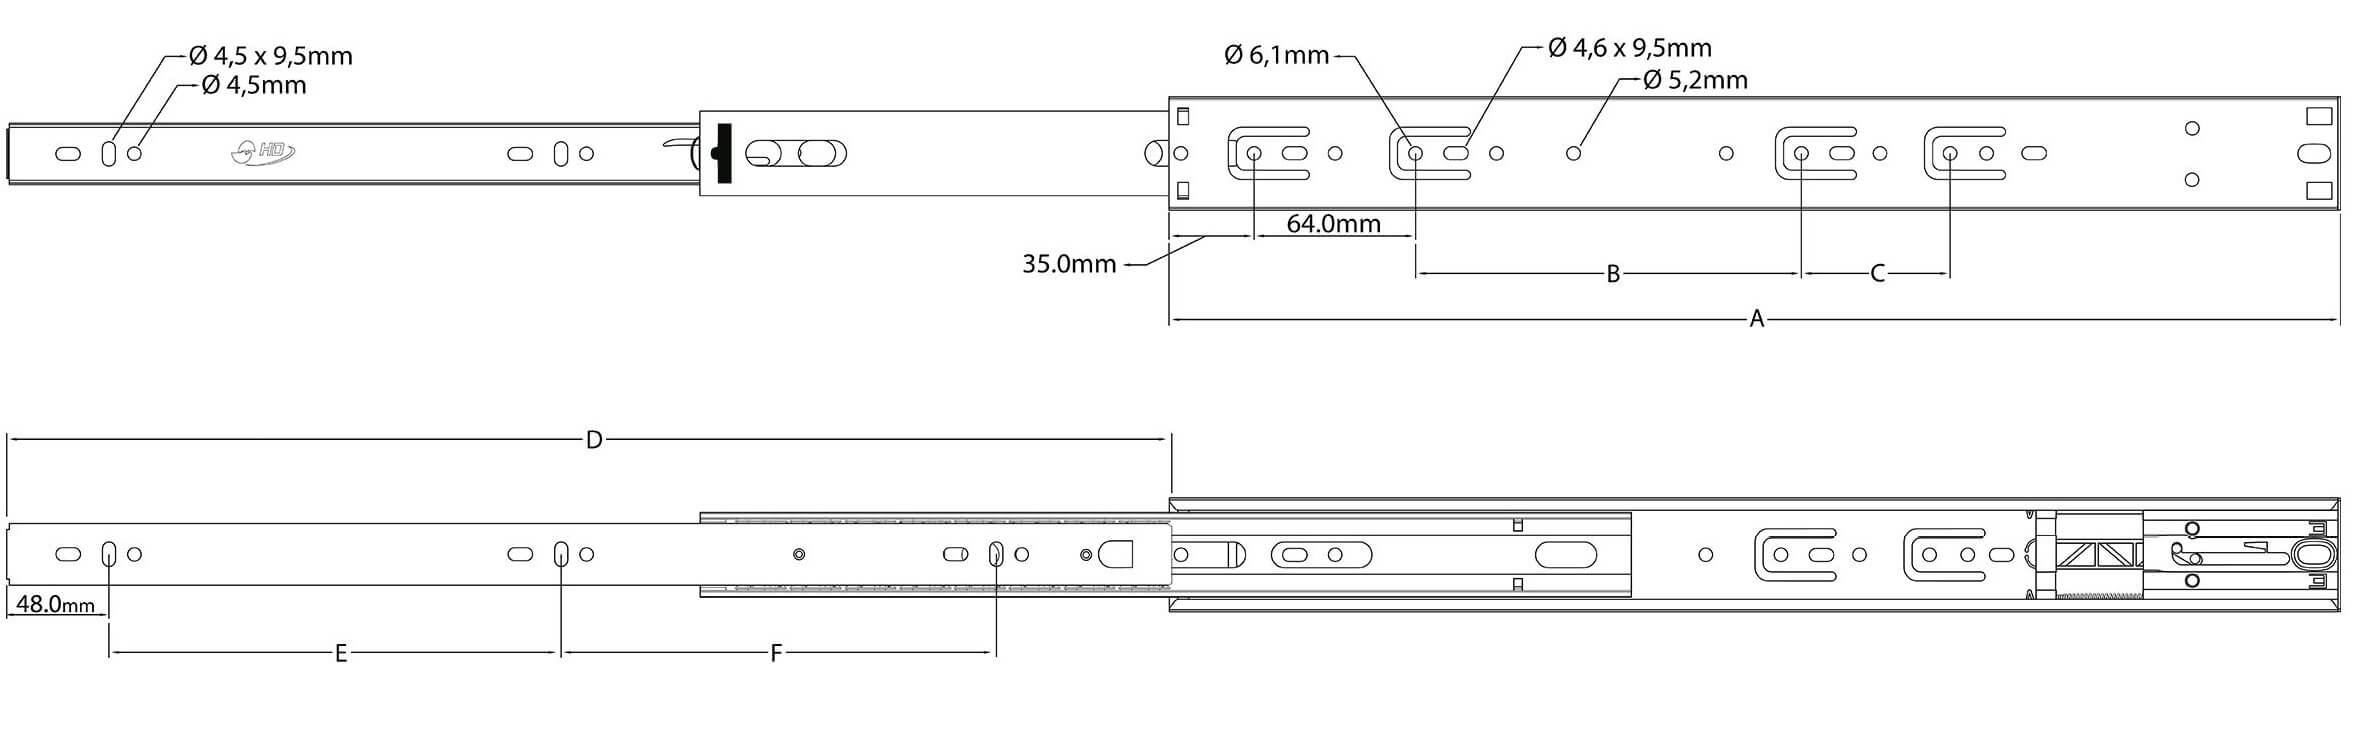 Ø 4,5 x 9,5mm
Ø 4,5mm
HD
Ø 6,1mm
Ø 4,6 x 9,5mm
Ø 5,2mm
64.0mm
35.0mm
B
C
A
D
48.0mm
E
F